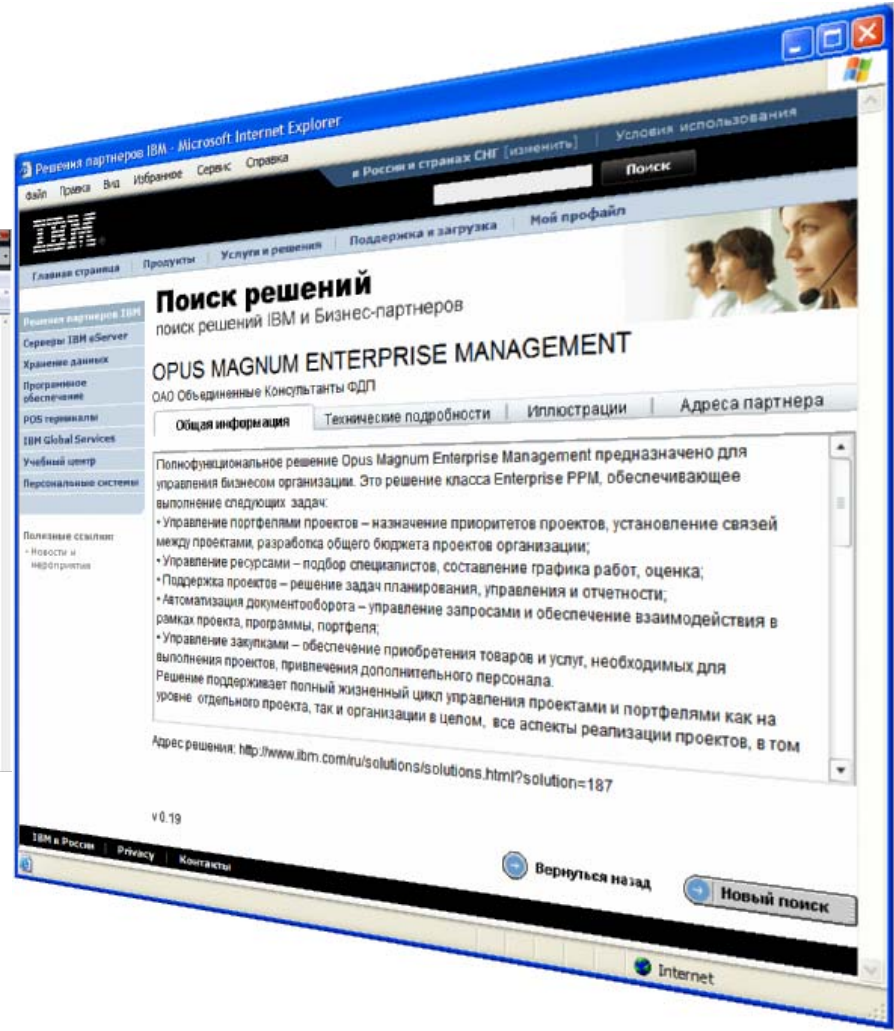 Решения партнеров IBM - Microsoft Internet Explorer
Файл Правка Вид Избранное Сервис Справка
в России и странах СНГ [изменить] | Условия использования
Поиск
IBM
Главная страница | Продукты | Услуги и решения | Поддержка и загрузка | Мой профайл
Решения партнеров IBM
Серверы IBM eServer
Хранение данных
Программное
обеспечение
POS терминалы
IBM Global Services
Учебный центр
Персональные системы
Полезные ссылки:
• Новости и
мероприятия
Поиск решений
поиск решений IBM и Бизнес-партнеров
OPUS MAGNUM ENTERPRISE MANAGEMENT
ОАО Объединенные Консультанты ФДП
Общая информация | Технические подробности | Иллюстрации | Адреса партнера
Полнофункциональное решение Opus Magnum Enterprise Management предназначено для
управления бизнесом организации. Это решение класса Enterprise PPM, обеспечивающее
выполнение следующих задач:
• Управление портфелями проектов – назначение приоритетов проектов, установление связей
между проектами, разработка общего бюджета проектов организации;
• Управление ресурсами – подбор специалистов, составление графика работ, оценка;
• Поддержка проектов – решение задач планирования, управления и отчетности;
• Автоматизация документооборота – управление запросами и обеспечение взаимодействия в
рамках проекта, программы, портфеля;
• Управление закупками – обеспечение приобретения товаров и услуг, необходимых для
выполнения проектов, привлечения дополнительного персонала.
Решение поддерживает полный жизненный цикл управления проектами и портфелями как на
уровне отдельного проекта, так и организации в целом, все аспекты реализации проектов, в том
Адрес решения: http://www.ibm.com/ru/solutions/solutions.html?solution=187
v 0.19
Вернуться назад
Новый поиск
IBM в России | Privacy | Контакты
Internet